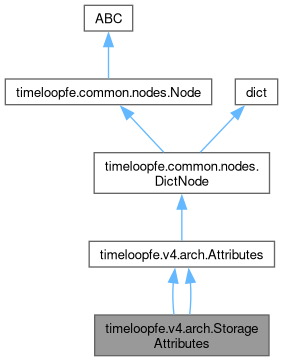 ABC
timeloopfe.common.nodes.Node
dict
timeloopfe.common.nodes.
DictNode
timeloopfe.v4.arch.Attributes
timeloopfe.v4.arch.Storage
Attributes